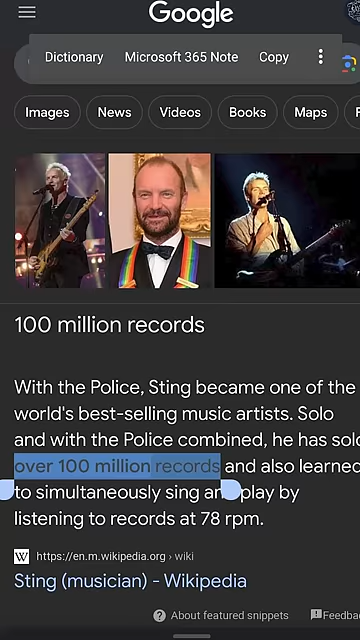 Google
Dictionary Microsoft 365 Note Copy
Images News Videos Books Maps F
100 million records
With the Police, Sting became one of the
world's best-selling music artists. Solo
and with the Police combined, he has sold
over 100 million records and also learned
to simultaneously sing and play by
listening to records at 78 rpm.
W https://en.m.wikipedia.org › wiki
Sting (musician) - Wikipedia
About featured snippets Feedba